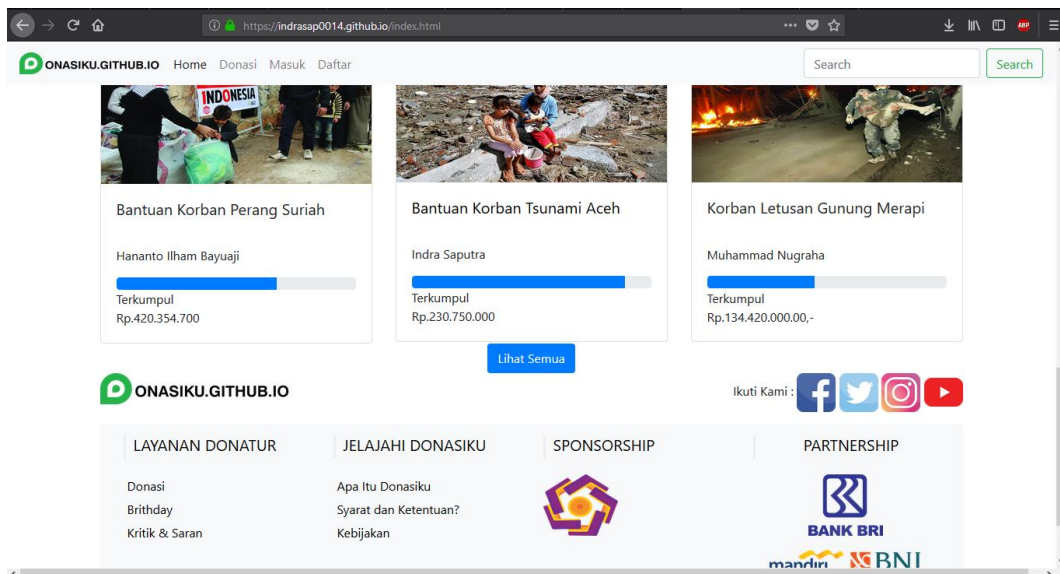 https://indrasap0014.github.io/index.html
ABP
ONASIKU.GITHUB.IO Home Donasi Masuk Daftar Search Search
INDONESIA
Bantuan Korban Perang Suriah
Hananto Ilham Bayuaji
Terkumpul
Rp.420.354.700
Bantuan Korban Tsunami Aceh
Indra Saputra
Terkumpul
Rp.230.750.000
Korban Letusan Gunung Merapi
Muhammad Nugraha
Terkumpul
Rp.134.420.000.00,-
Lihat Semua
ONASIKU.GITHUB.IO
Ikuti Kami :
LAYANAN DONATUR
Donasi
Brithday
Kritik & Saran
JELAJAHI DONASIKU
Apa Itu Donasiku
Syarat dan Ketentuan?
Kebijakan
SPONSORSHIP
PARTNERSHIP
BANK BRI
mandiri BNI